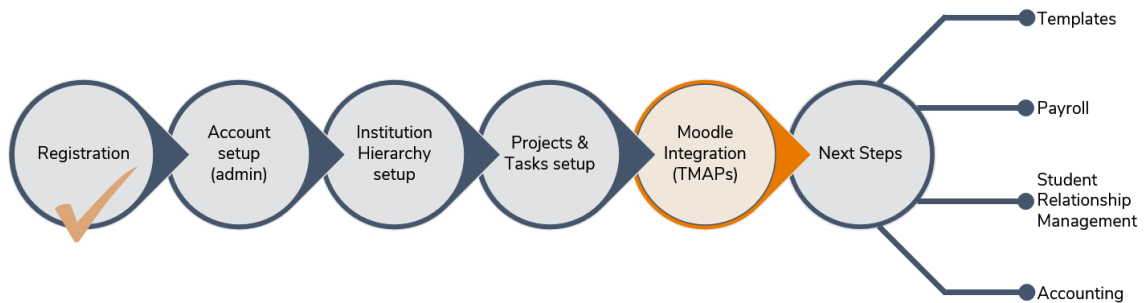 Registration
Account
setup
(admin)
Institution
Hierarchy
setup
Projects &
Tasks setup
Moodle
Integration
(TMAPs)
Next Steps
Templates
Payroll
Student
Relationship
Management
Accounting